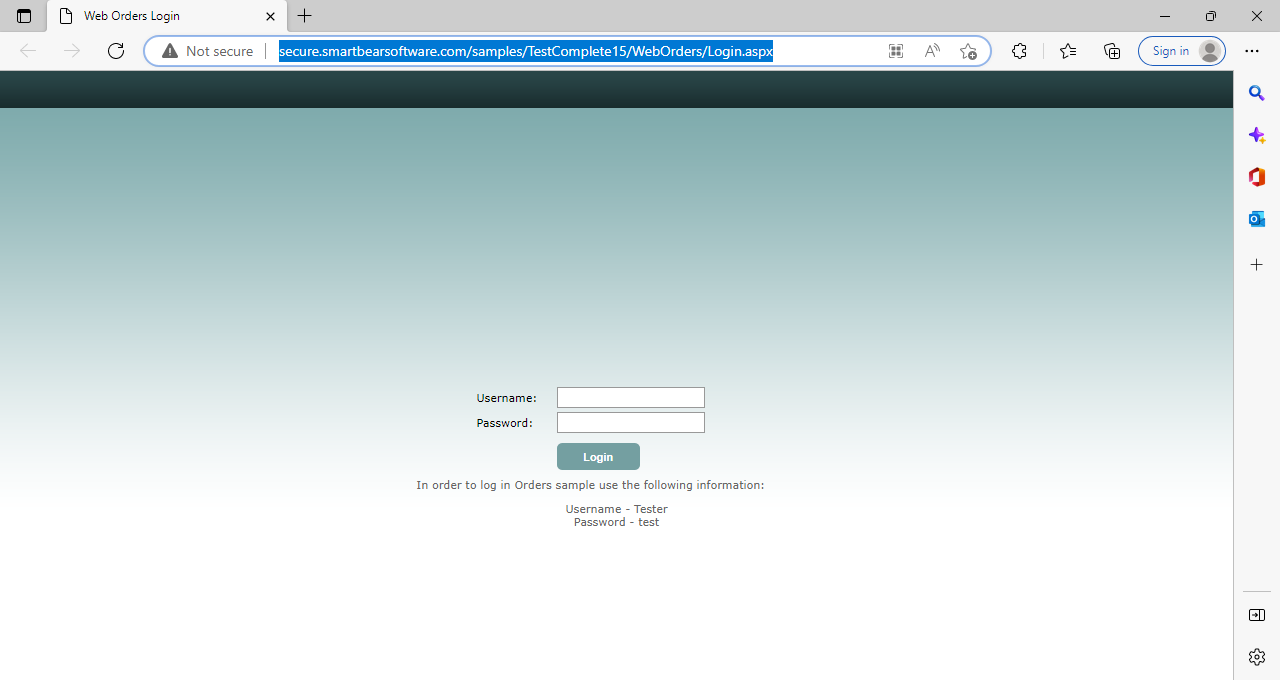 Web Orders Login
Not secure
secure.smartbearsoftware.com/samples/TestComplete15/WebOrders/Login.aspx
Sign in
Username:
Password:
Login
In order to log in Orders sample use the following information:
Username - Tester
Password - test